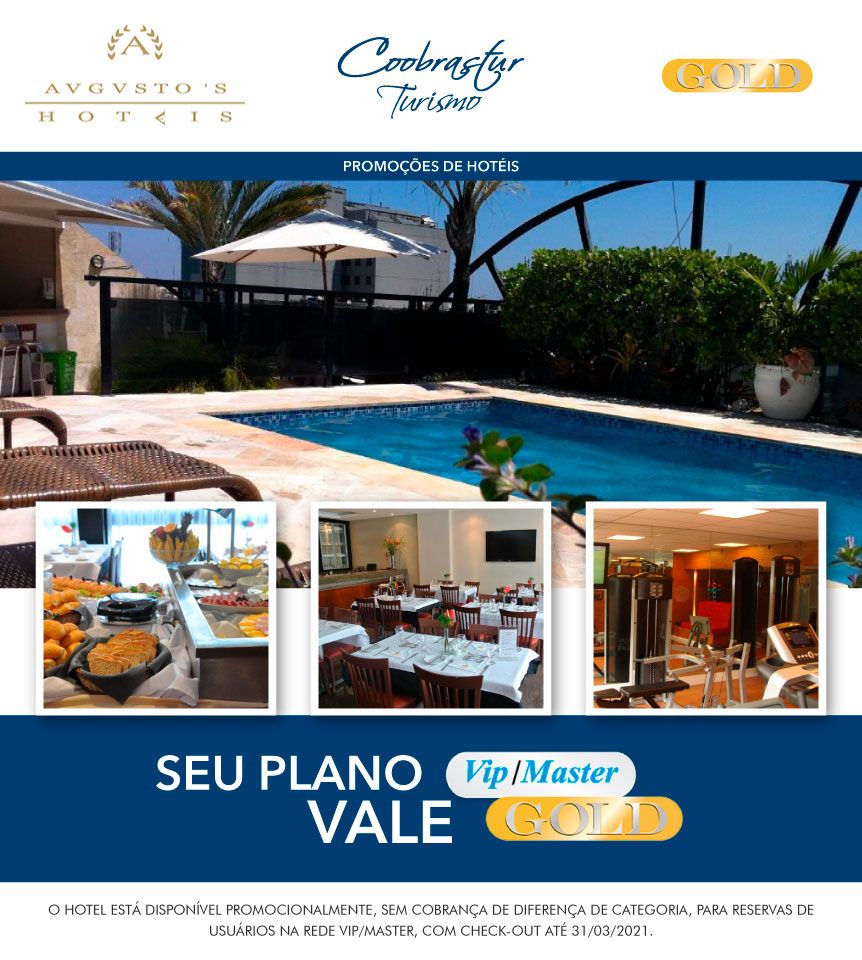 A
AVGVSTO'S
HOTEIS
Coobrastur
Turismo
GOLD
PROMOÇÕES DE HOTÉIS
SEU PLANO Vip/Master
VALE GOLD
O HOTEL ESTÁ DISPONÍVEL PROMOCIONALMENTE, SEM COBRANÇA DE DIFERENÇA DE CATEGORIA, PARA RESERVAS DE
USUÁRIOS NA REDE VIP/MASTER, COM CHECK-OUT ATÉ 31/03/2021.